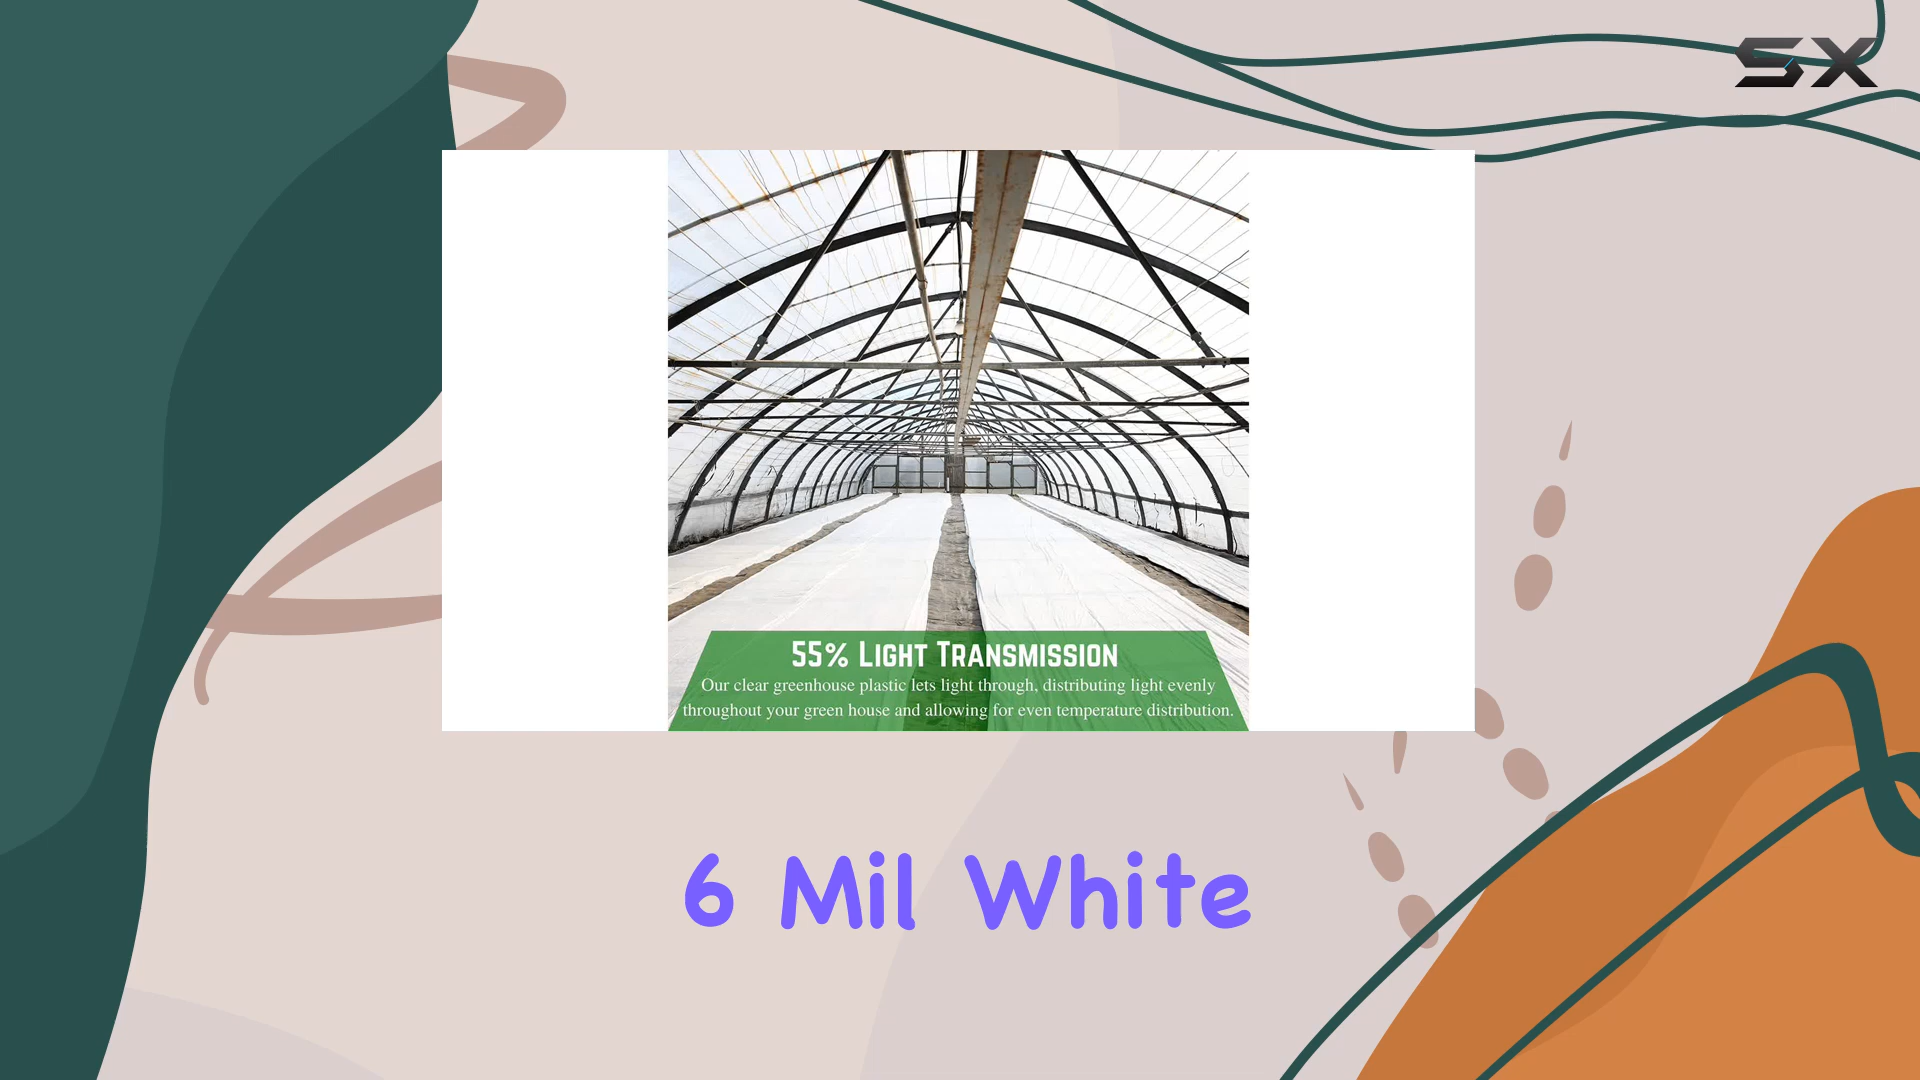 SX
55% Light Transmission
Our clear greenhouse plastic lets light through, distributing light evenly
throughout your green house and allowing for even temperature distribution.
6 Mil White